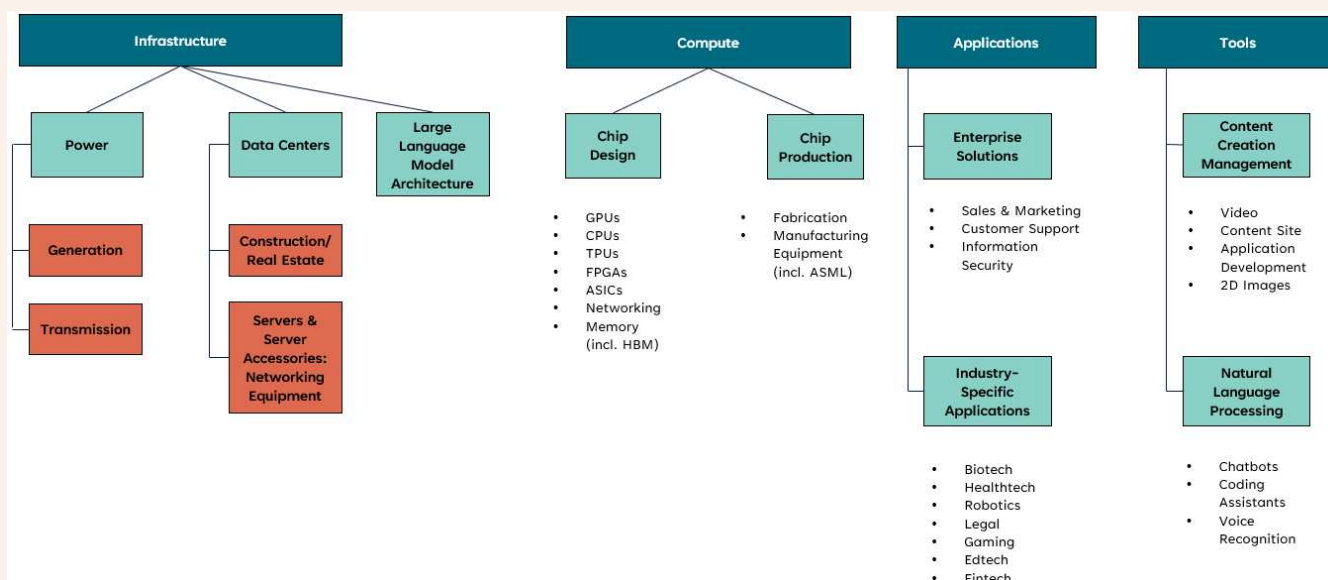 Infrastructure
Power
Generation
Transmission
Data Centers
Construction/
Real Estate
Servers &
Server
Accessories:
Networking
Equipment
Large
Language
Model
Architecture
Compute
Chip
Design
• GPUs
• CPUs
• TPUs
• FPGAs
• ASICs
• Networking
• Memory
(incl. HBM)
Chip
Production
• Fabrication
• Manufacturing
Equipment
(incl. ASML)
Applications
Enterprise
Solutions
• Sales & Marketing
• Customer Support
• Information
Security
Industry-
Specific
Applications
• Biotech
• Healthtech
• Robotics
• Legal
• Gaming
• Edtech
• Fintech
Tools
Content
Creation
Management
• Video
• Content Site
• Application
Development
• 2D Images
Natural
Language
Processing
• Chatbots
• Coding
Assistants
• Voice
Recognition